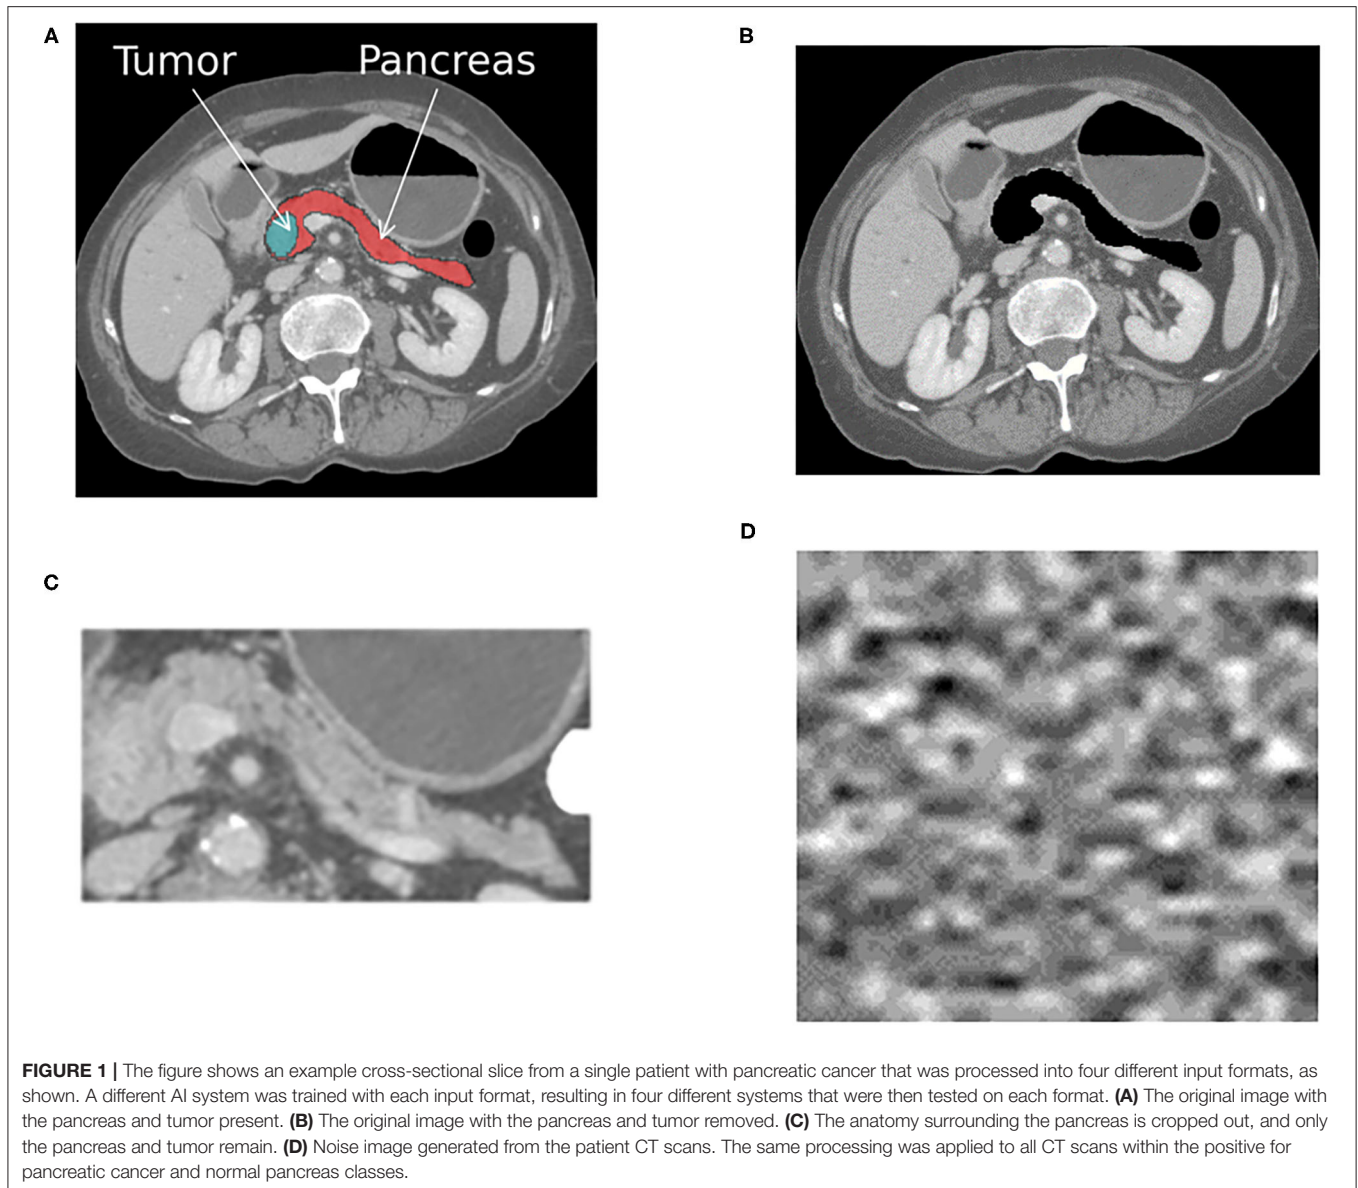 A
Tumor Pancreas
B
C
D
FIGURE 1 | The figure shows an example cross-sectional slice from a single patient with pancreatic cancer that was processed into four different input formats, as
shown. A different AI system was trained with each input format, resulting in four different systems that were then tested on each format. (A) The original image with
the pancreas and tumor present. (B) The original image with the pancreas and tumor removed. (C) The anatomy surrounding the pancreas is cropped out, and only
the pancreas and tumor remain. (D) Noise image generated from the patient CT scans. The same processing was applied to all CT scans within the positive for
pancreatic cancer and normal pancreas classes.